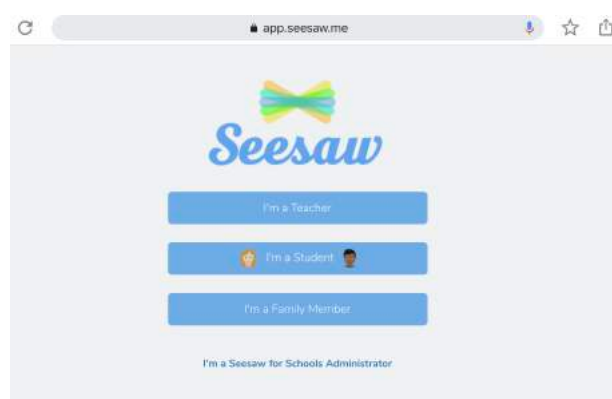 app.seesaw.me
Seesaw
I'm a Teacher
I'm a Student
I'm a Family Member
I'm a Seesaw for Schools Administrator